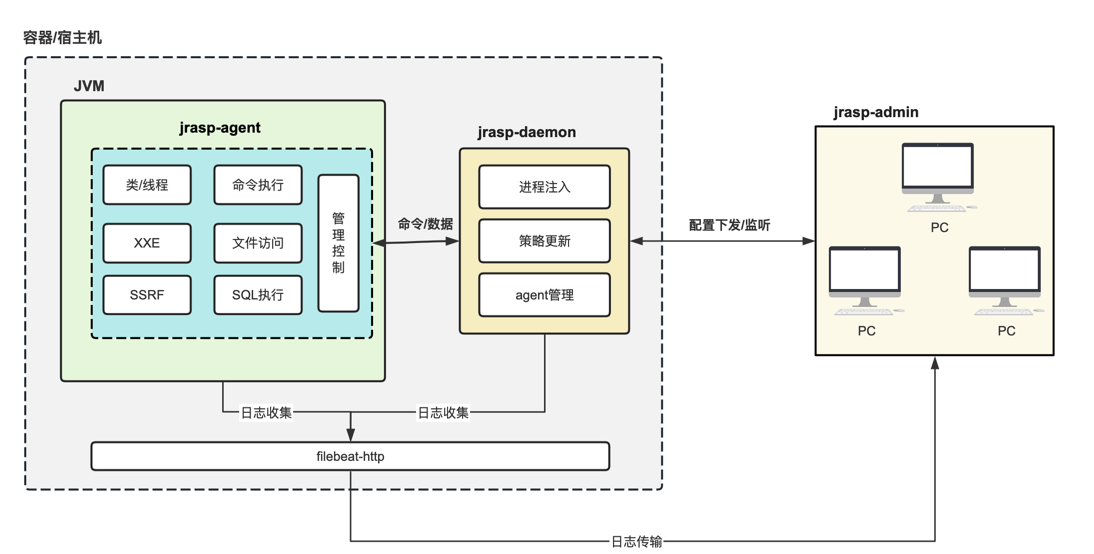 容器/宿主机
JVM
jrasp-agent
类/线程
命令执行
XXE
文件访问
SSRF
SQL执行
管
理
控
制
命令/数据
jrasp-daemon
进程注入
策略更新
agent管理
配置下发/监听
jrasp-admin
PC
PC
PC
日志收集
日志收集
filebeat-http
日志传输